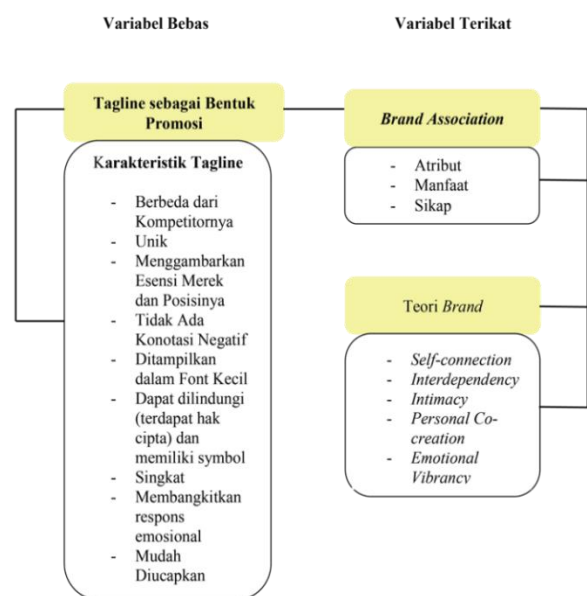 Variabel Bebas
Variabel Terikat
Tagline sebagai Bentuk
Promosi
Karakteristik Tagline
- Berbeda dari
Kompetitornya
- Unik
- Menggambarkan
Esensi Merek
dan Posisinya
- Tidak Ada
Konotasi Negatif
- Ditampilkan
dalam Font Kecil
- Dapat dilindungi
(terdapat hak
cipta) dan
memiliki symbol
- Singkat
- Membangkitkan
respons
emosional
- Mudah
Diucapkan
Brand Association
- Atribut
- Manfaat
- Sikap
Teori Brand
- Self-connection
- Interdependency
- Intimacy
- Personal Co-
creation
- Emotional
Vibrancy